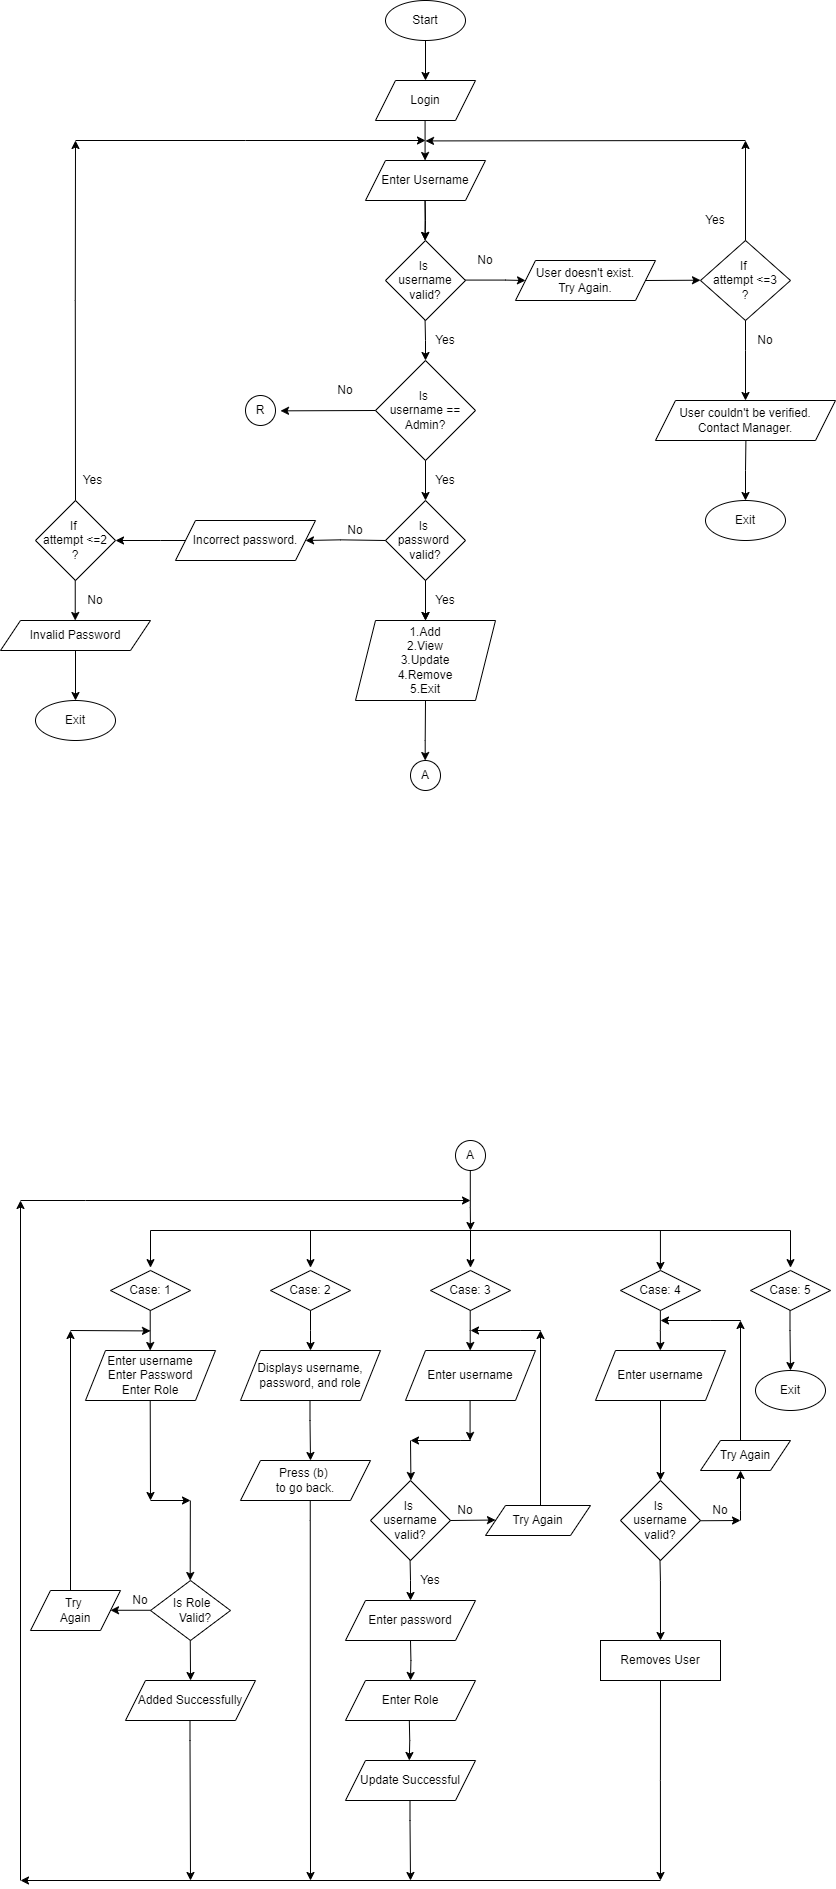 Start
Login
Enter Username
Yes
Is
username
valid?
No
User doesn't exist.
Try Again.
If
attempt <=3
?
Yes
No
Is
username ==
Admin?
No
R
User couldn't be verified.
Contact Manager.
Yes
Yes
Exit
If
attempt <=2
?
Incorrect password.
No
Is
password
valid?
No
Yes
Invalid Password
1.Add
2.View
3.Update
4.Remove
5.Exit
Exit
A
A
Case: 1
Case: 2
Case: 3
Case: 4
Case: 5
Enter username
Enter Password
Enter Role
Displays username,
password, and role
Enter username
Enter username
Exit
Try Again
Press (b)
to go back.
Is
username
valid?
No
Try Again
Is
username
valid?
No
Yes
Try
Again
No
Is Role
Valid?
Enter password
Removes User
Added Successfully
Enter Role
Update Successful